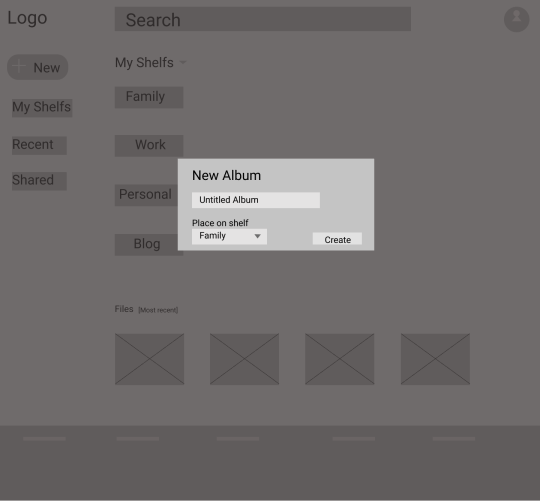 Logo
Search
New
My Shelfs
My Shelfs
Family
Recent
Work
Shared
Personal
Blog
New Album
Untitled Album
Place on shelf
Family
Create
Files [Most recent]